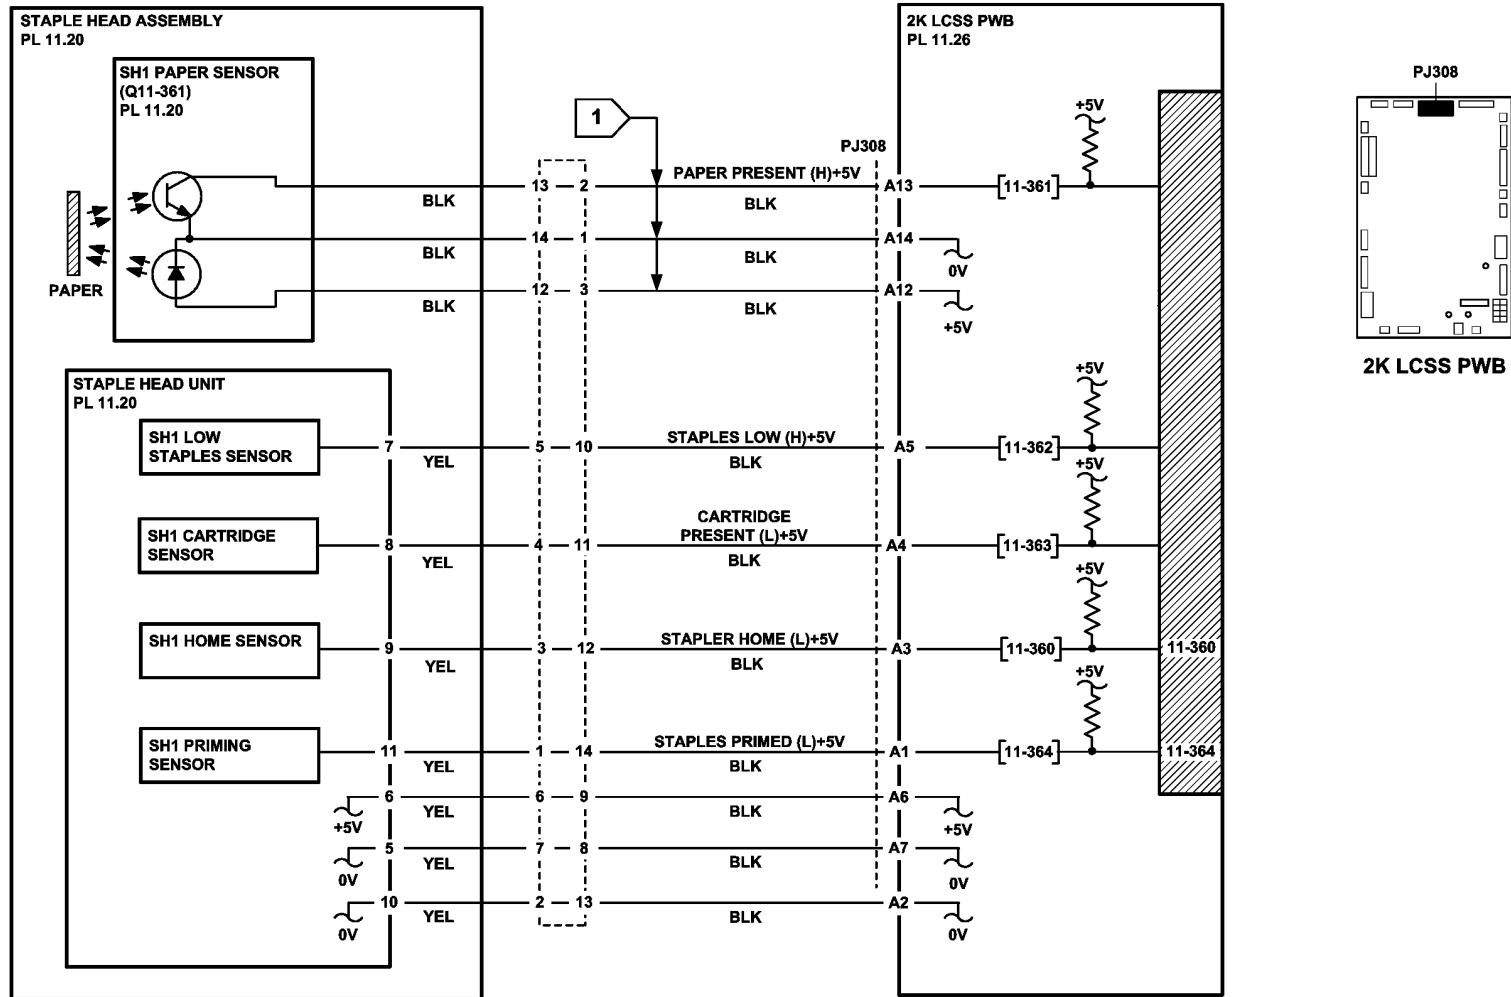 STAPLE HEAD ASSEMBLY
PL 11.20
SH1 PAPER SENSOR
(Q11-361)
PL 11.20
PAPER
2K LCSS PWB
PL 11.26
PJ308
1
PJ308
BLK 13 2 PAPER PRESENT (H)+5V BLK A13 [11-361] +5V
BLK 14 1 BLK A14 0V
BLK 12 3 BLK A12 +5V
2K LCSS PWB
STAPLE HEAD UNIT
PL 11.20
SH1 LOW
STAPLES SENSOR
7 YEL 5 10 STAPLES LOW (H)+5V BLK A5 [11-362] +5V
SH1 CARTRIDGE
SENSOR
8 YEL 4 11 CARTRIDGE
PRESENT (L)+5V BLK A4 [11-363] +5V
SH1 HOME SENSOR
9 YEL 3 12 STAPLER HOME (L)+5V BLK A3 [11-360] +5V 11-360
SH1 PRIMING
SENSOR
11 YEL 1 14 STAPLES PRIMED (L)+5V BLK A1 [11-364] +5V 11-364
+5V 6 YEL 6 9 BLK A6 +5V
0V 5 YEL 7 8 BLK A7 0V
0V 10 YEL 2 13 BLK A2 0V